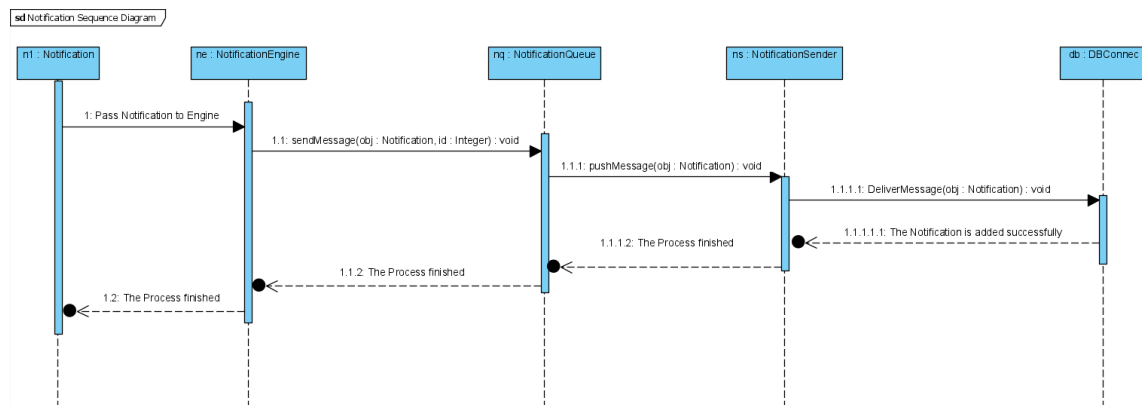 sd Notification Sequence Diagram
n1 : Notification
ne : NotificationEngine
nq : NotificationQueue
ns : NotificationSender
db : DBConnec
1: Pass Notification to Engine
1.1: sendMessage(obj : Notification, id : Integer) : void
1.1.1: pushMessage(obj : Notification) : void
1.1.1.1: DeliverMessage(obj : Notification) : void
1.1.1.1.1: The Notification is added successfully
1.1.1.2: The Process finished
1.1.2: The Process finished
1.2: The Process finished